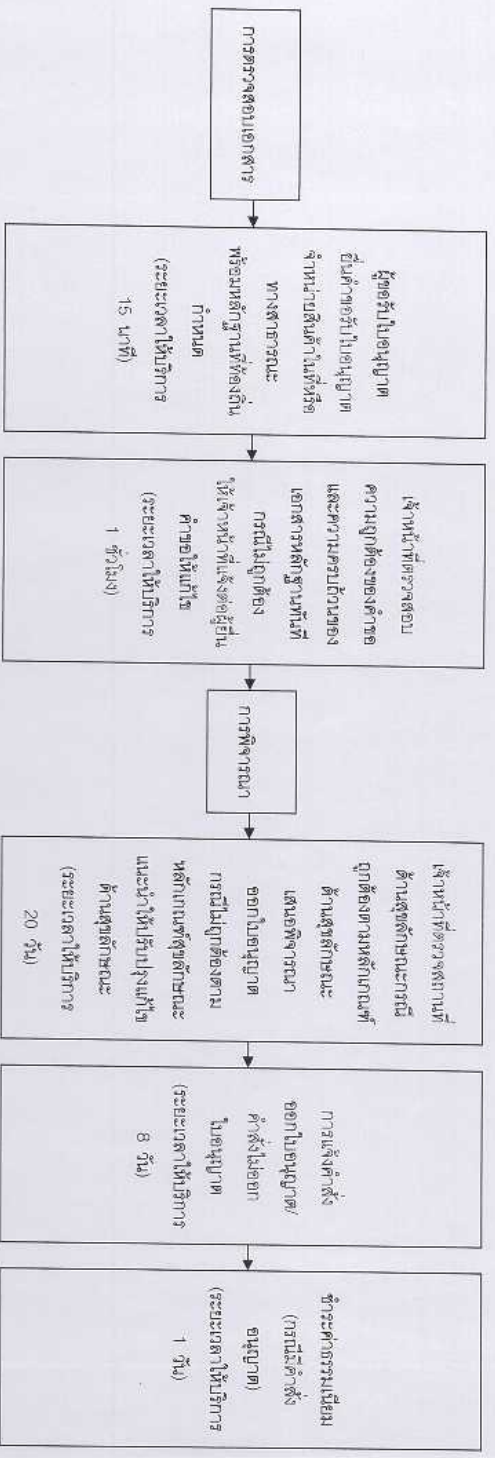 การตรวจสอบเอกสาร
ผู้ขอรับใบอนุญาต
ยื่นคำขอรับใบอนุญาต
จำหน่ายสินค้าในที่หรือ
ทางสาธารณะ
พร้อมหลักฐานที่ท้องถิ่น
กำหนด
(ระยะเวลาให้บริการ
15 นาที)
เจ้าหน้าที่ตรวจสอบ
ความถูกต้องของคำขอ
และความครบถ้วนของ
เอกสารหลักฐานทันที
กรณีไม่ถูกต้อง
ให้เจ้าหน้าที่แจ้งต่อผู้ยื่น
คำขอให้แก้ไข
(ระยะเวลาให้บริการ
1 ชั่วโมง)
การพิจารณา
เจ้าหน้าที่ตรวจสถานที่
ด้านสุขลักษณะกรณี
ถูกต้องตามหลักเกณฑ์
ด้านสุขลักษณะ
เสนอพิจารณา
ออกใบอนุญาต
กรณีไม่ถูกต้องตาม
หลักเกณฑ์สุขลักษณะ
แนะนำให้ปรับปรุงแก้ไข
ด้านสุขลักษณะ
(ระยะเวลาให้บริการ
20 วัน)
การแจ้งคำสั่ง
ออกใบอนุญาต/
คำสั่งไม่ออก
ใบอนุญาต
(ระยะเวลาให้บริการ
8 วัน)
ชำระค่าธรรมเนียม
(กรณีมีคำสั่ง
อนุญาต)
(ระยะเวลาให้บริการ
1 วัน)